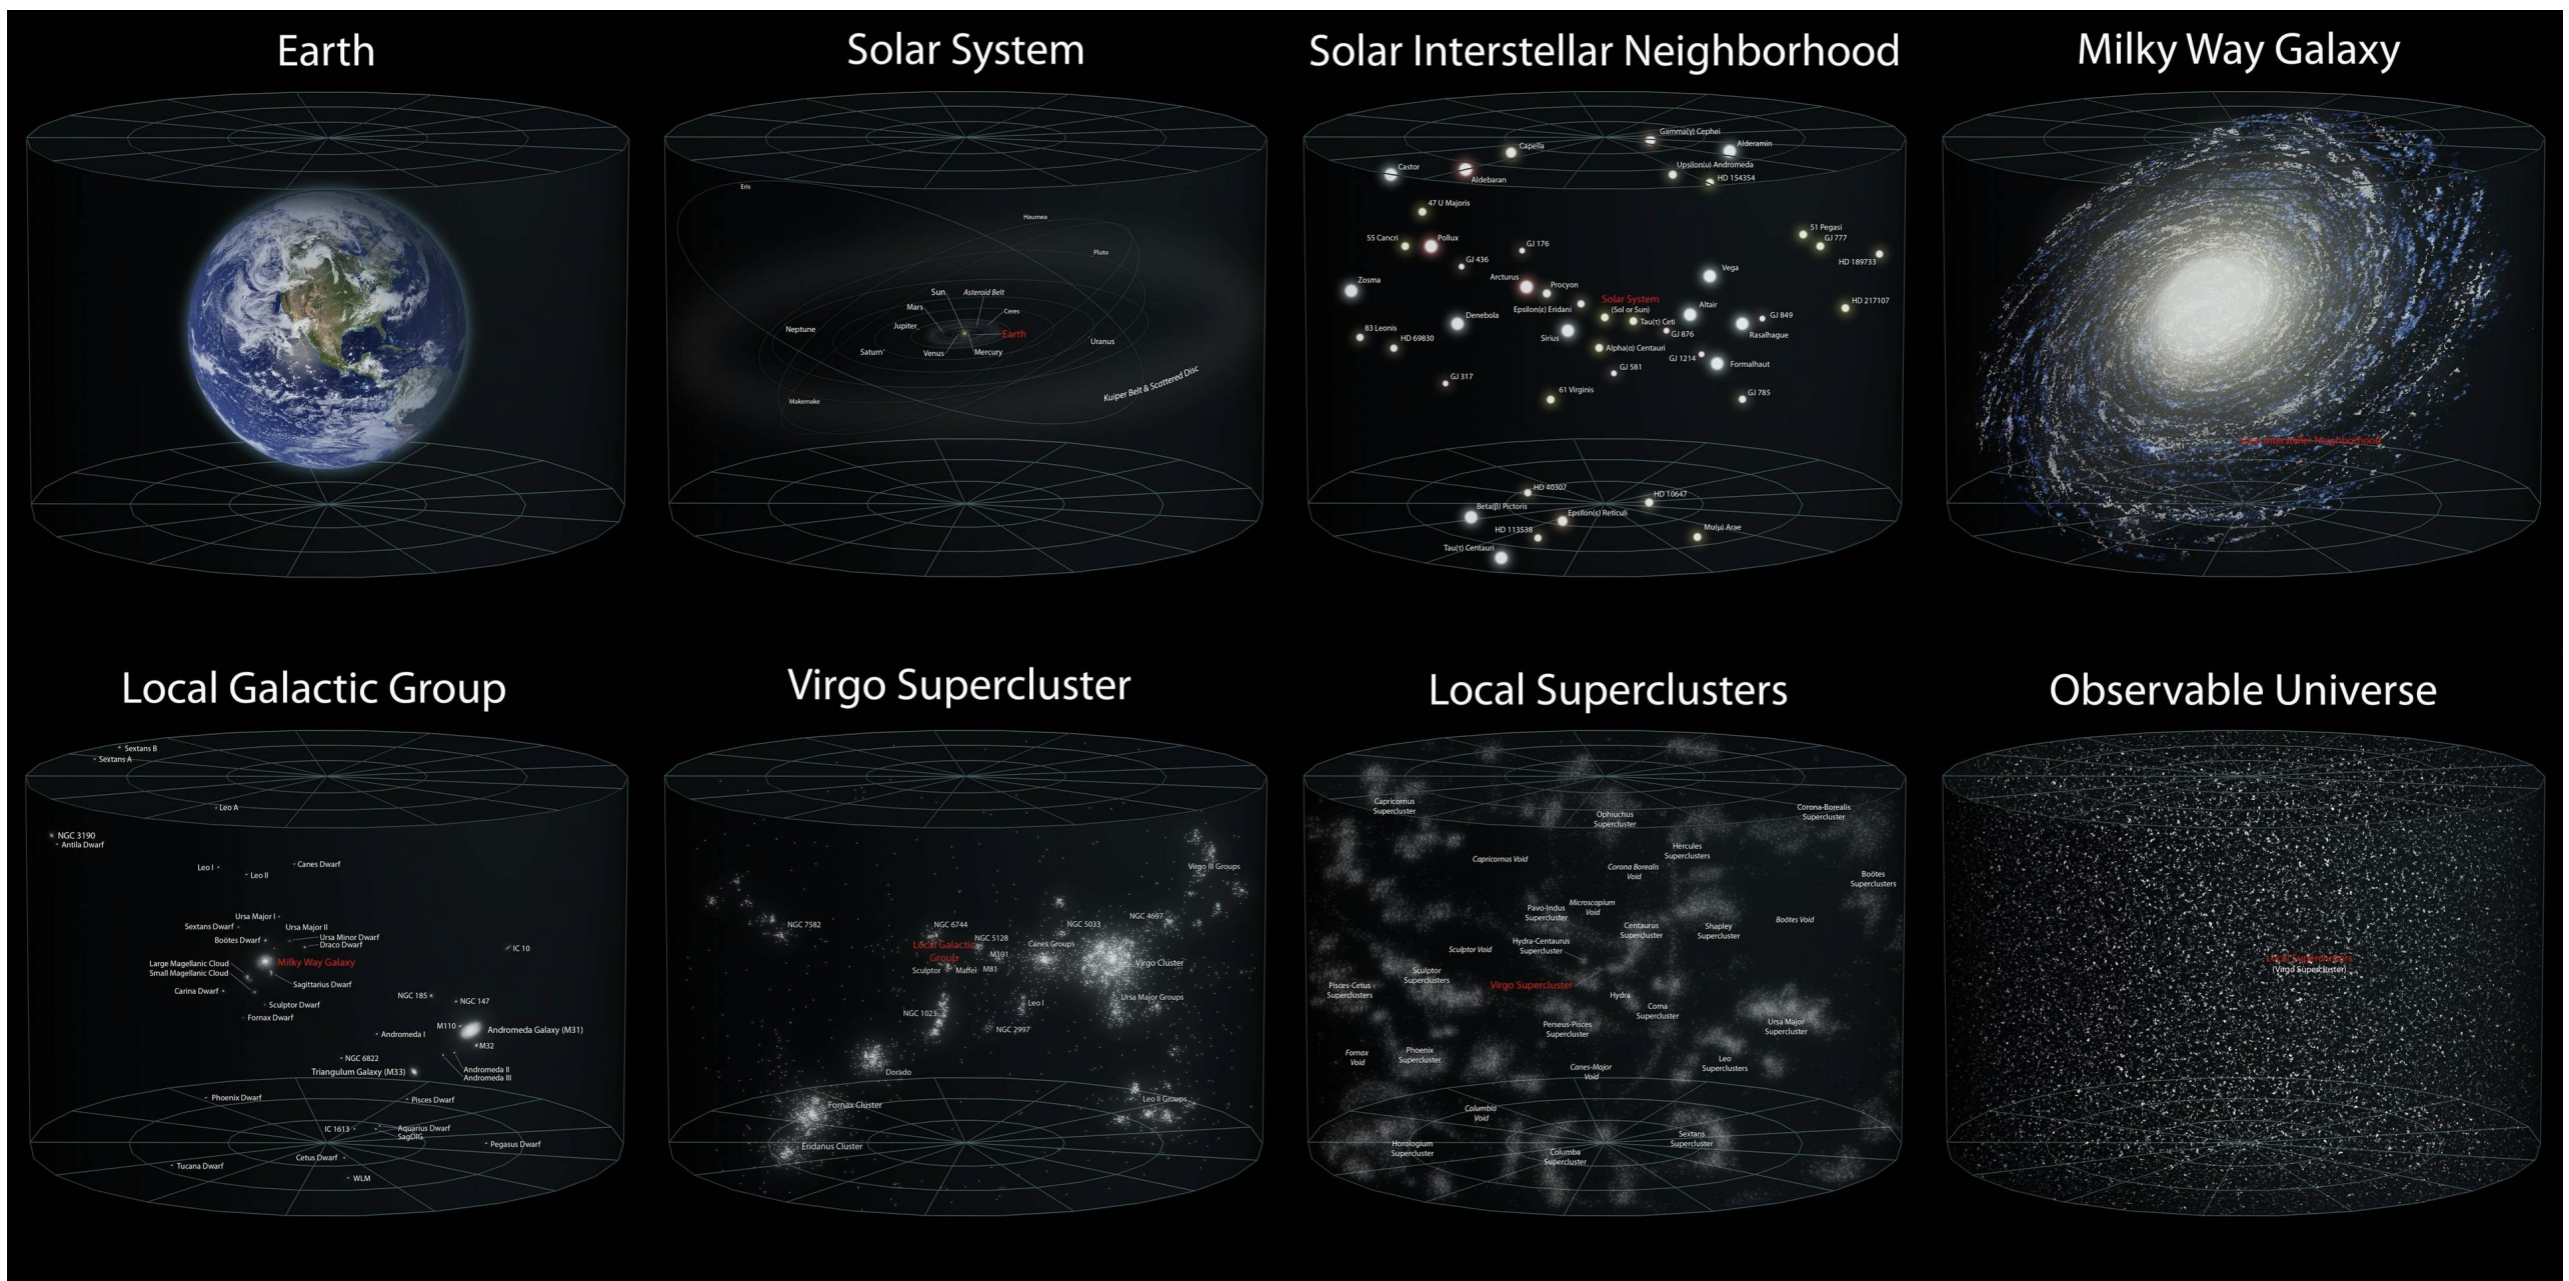 Earth
Solar System
Solar Interstellar Neighborhood
Milky Way Galaxy
Eris
Haumea
Pluto
Sun
Asteroid Belt
Mars
Ceres
Jupiter
Neptune
Earth
Uranus
Saturn
Venus
Mercury
Kuiper Belt & Scattered Disc
Makemake
Gamma(γ) Cephei
Capella
Alderamin
Castor
Upsilon(υ) Andromeda
Aldebaran
HD 154354
47 U Majoris
51 Pegasi
55 Cancri
Pollux
GJ 777
GJ 176
GJ 436
HD 189733
Vega
Zosma
Arcturus
Procyon
Solar System
(Sol or Sun)
HD 217107
Epsilon(ε) Eridani
Altair
Denebola
Tau(τ) Ceti
GJ 849
83 Leonis
HD 69830
Sirius
GJ 876
Rasalhague
Alpha(α) Centauri
GJ 1214
Formalhaut
GJ 581
GJ 317
61 Virginis
GJ 785
HD 40307
HD 10647
Beta(β) Pictoris
Epsilon(ε) Reticuli
HD 113538
Mu(μ) Arae
Tau(τ) Centauri
Solar Interstellar Neighborhood
Local Galactic Group
Virgo Supercluster
Local Superclusters
Observable Universe
Sextans B
Sextans A
Leo A
NGC 3190
Antila Dwarf
Leo I
Canes Dwarf
Leo II
Ursa Major I
Sextans Dwarf
Ursa Major II
Boötes Dwarf
Ursa Minor Dwarf
Draco Dwarf
IC 10
Large Magellanic Cloud
Milky Way Galaxy
Small Magellanic Cloud
Sagittarius Dwarf
Carina Dwarf
NGC 185
NGC 147
Sculptor Dwarf
Fornax Dwarf
M110
Andromeda Galaxy (M31)
Andromeda I
M32
NGC 6822
Triangulum Galaxy (M33)
Andromeda II
Andromeda III
Phoenix Dwarf
Pisces Dwarf
IC 1613
Aquarius Dwarf
SagDIG
Pegasus Dwarf
Cetus Dwarf
Tucana Dwarf
WLM
Virgo III Groups
NGC 7582
NGC 6744
NGC 5033
NGC 4697
Local Galactic
Group
NGC 5128
Canes Groups
M101
Virgo Cluster
Sculptor
Maffei
M81
Ursa Major Groups
Leo I
NGC 1023
NGC 2997
Dorado
Fornax Cluster
Leo II Groups
Eridanus Cluster
Capricornus
Supercluster
Ophiuchus
Supercluster
Corona-Borealis
Supercluster
Hercules
Superclusters
Capricornus Void
Corona Borealis
Void
Boötes
Superclusters
Pavo-Indus
Supercluster
Microscopium
Void
Centaurus
Supercluster
Shapley
Supercluster
Boötes Void
Sculptor Void
Hydra-Centaurus
Supercluster
Sculptor
Superclusters
Pisces-Cetus
Superclusters
Virgo Supercluster
Hydra
Coma
Supercluster
Perseus-Pisces
Supercluster
Ursa Major
Supercluster
Fornax
Void
Phoenix
Supercluster
Leo
Superclusters
Canes-Major
Void
Columbia
Void
Horologium
Supercluster
Sextans
Supercluster
Columba
Supercluster
Local Superclusters
(Virgo Supercluster)